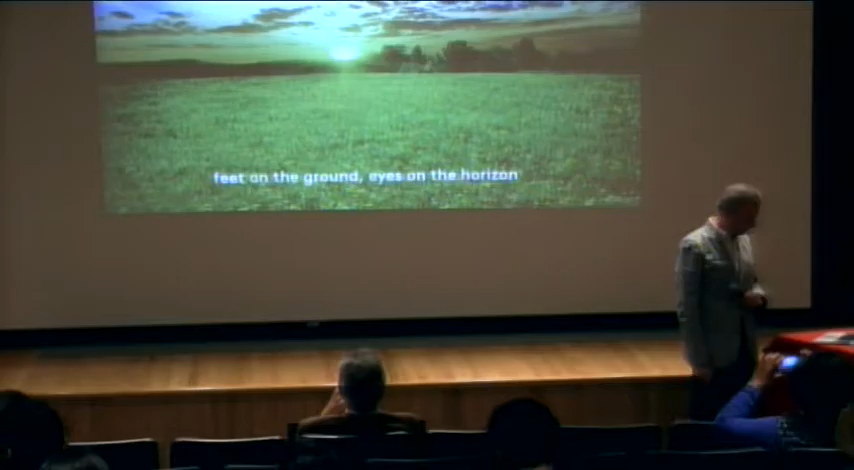 feet on the ground, eyes on the horizon